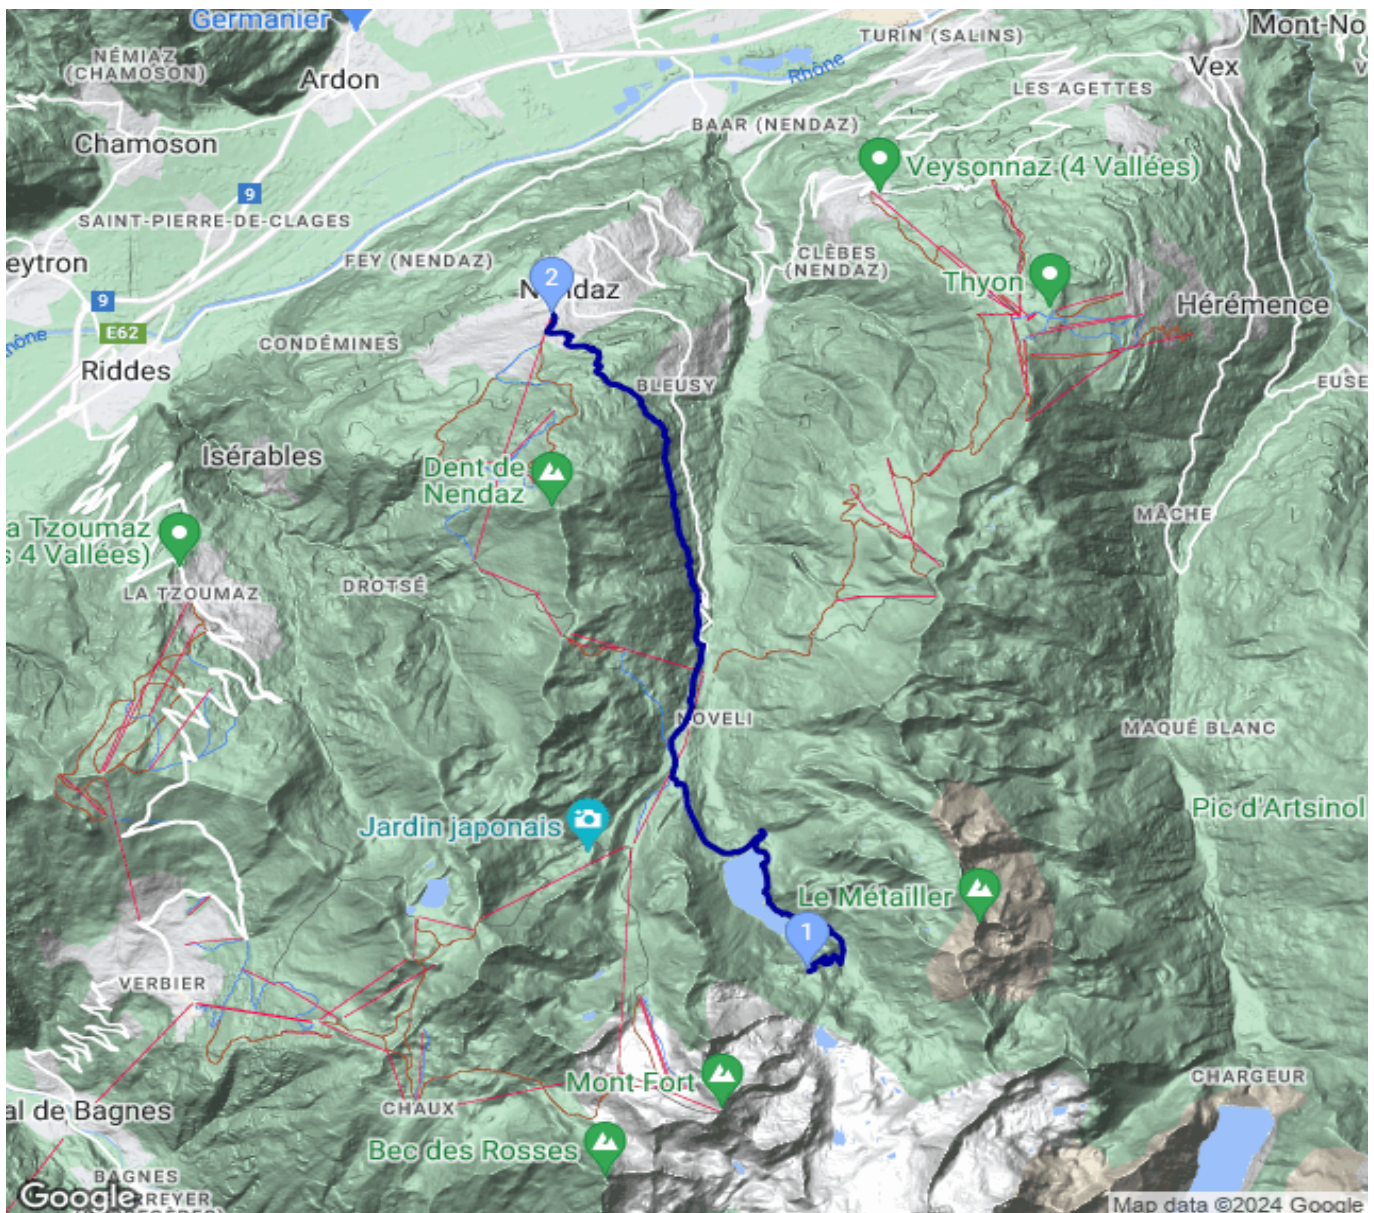 Germanier
Mont-No
TURIN (SALINS)
NÉMIAZ
(CHAMOSON)
Ardon
Rhône
Vex
LES AGETTES
BAAR (NENDAZ)
Chamoson
Veysonnaz (4 Vallées)
9
SAINT-PIERRE-DE-CLAGES
FEY (NENDAZ)
CLÈBES
(NENDAZ)
eytron
2
Nendaz
Thyon
Hérémence
9
E62
hône
CONDÉMINES
Riddes
BLEUSY
EUSE
Isérables
Dent de
Nendaz
MÂCHE
a Tzoumaz
s 4 Vallées)
LA TZOUMAZ
DROTSÉ
NOVELI
MAQUÉ BLANC
Pic d'Artsinol
Jardin japonais
Le Métailler
1
VERBIER
Mont Fort
CHARGEUR
al de Bagnes
CHAUX
Bec des Rosses
BAGNES
Google
Map data ©2024 Google